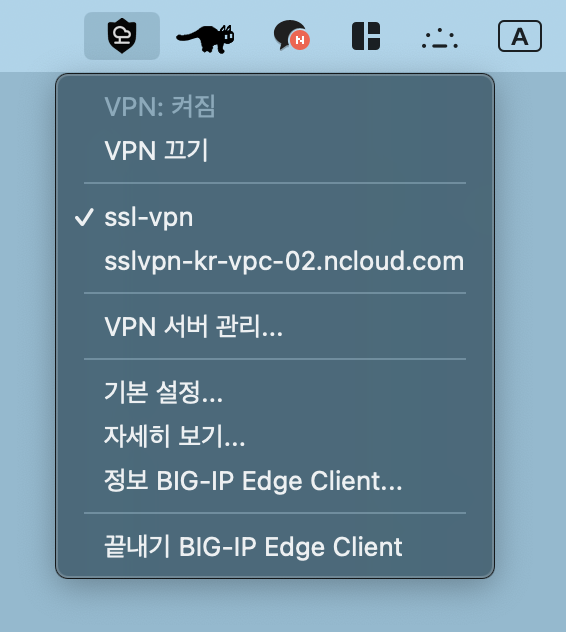 N
A
VPN: 켜짐
VPN 끄기
ssl-vpn
sslvpn-kr-vpc-02.ncloud.com
VPN 서버 관리...
기본 설정...
자세히 보기...
정보 BIG-IP Edge Client...
끝내기 BIG-IP Edge Client